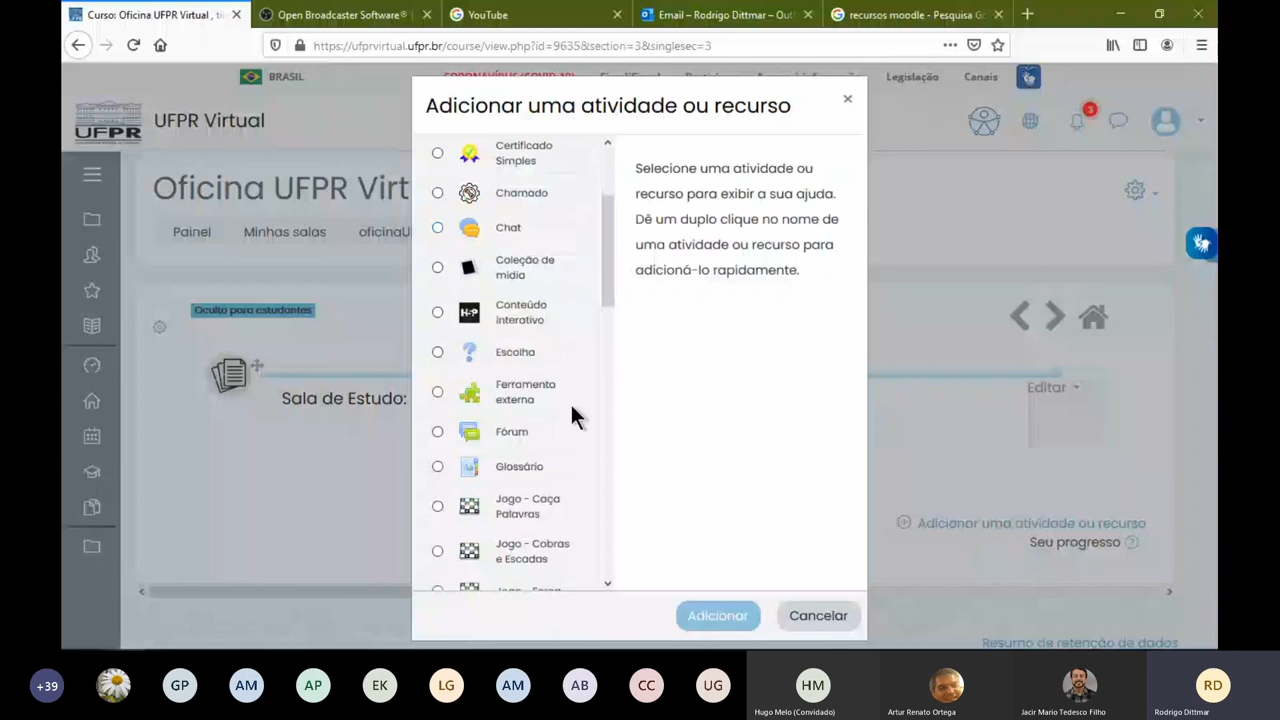 Curso: Oficina UFPR Virtual , ti
Open Broadcaster Software®
YouTube
Email – Rodrigo Dittmar – Out
recursos moodle - Pesquisa G
https://ufprvirtual.ufpr.br/course/view.php?id=9635&section=3&singlesec=3
BRASIL
CORONAVÍRUS (COVID-19)
Legislação
Canais
UFPR
UFPR Virtual
3
Oficina UFPR Virt
Painel
Minhas salas
oficinaU
Oculto para estudantes
Sala de Estudo:
Editar
Adicionar uma atividade ou recurso
Seu progresso
Resumo de retenção de dados
Adicionar uma atividade ou recurso
×
Certificado
Simples
Chamado
Chat
Coleção de
mídia
Conteúdo
interativo
Escolha
Ferramenta
externa
Fórum
Glossário
Jogo - Caça
Palavras
Jogo - Cobras
e Escadas
Selecione uma atividade ou
recurso para exibir a sua ajuda.
Dê um duplo clique no nome de
uma atividade ou recurso para
adicioná-lo rapidamente.
Adicionar
Cancelar
+39
GP
AM
AP
EK
LG
AM
AB
CC
UG
HM
RD
Hugo Melo (Convidado)
Artur Renato Ortega
Jacir Mario Tedesco Filho
Rodrigo Dittmar